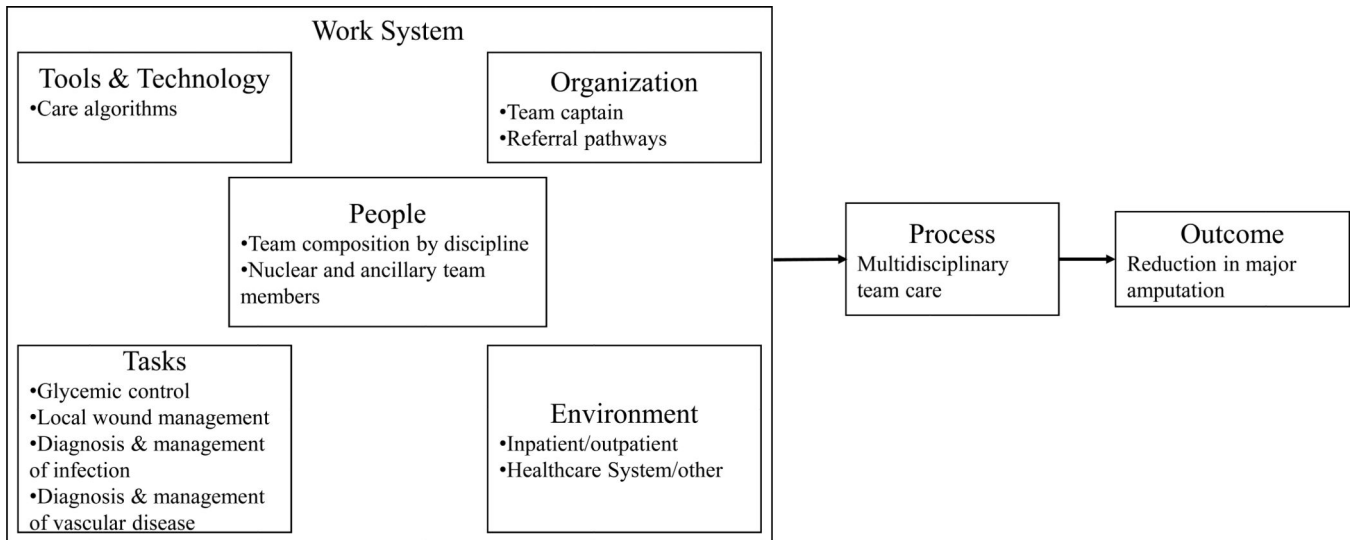 Work System
Tools & Technology
•Care algorithms
Organization
•Team captain
•Referral pathways
People
•Team composition by discipline
•Nuclear and ancillary team
members
Process
Multidisciplinary
team care
Outcome
Reduction in major
amputation
Tasks
•Glycemic control
•Local wound management
•Diagnosis & management
of infection
•Diagnosis & management
of vascular disease
Environment
•Inpatient/outpatient
•Healthcare System/other